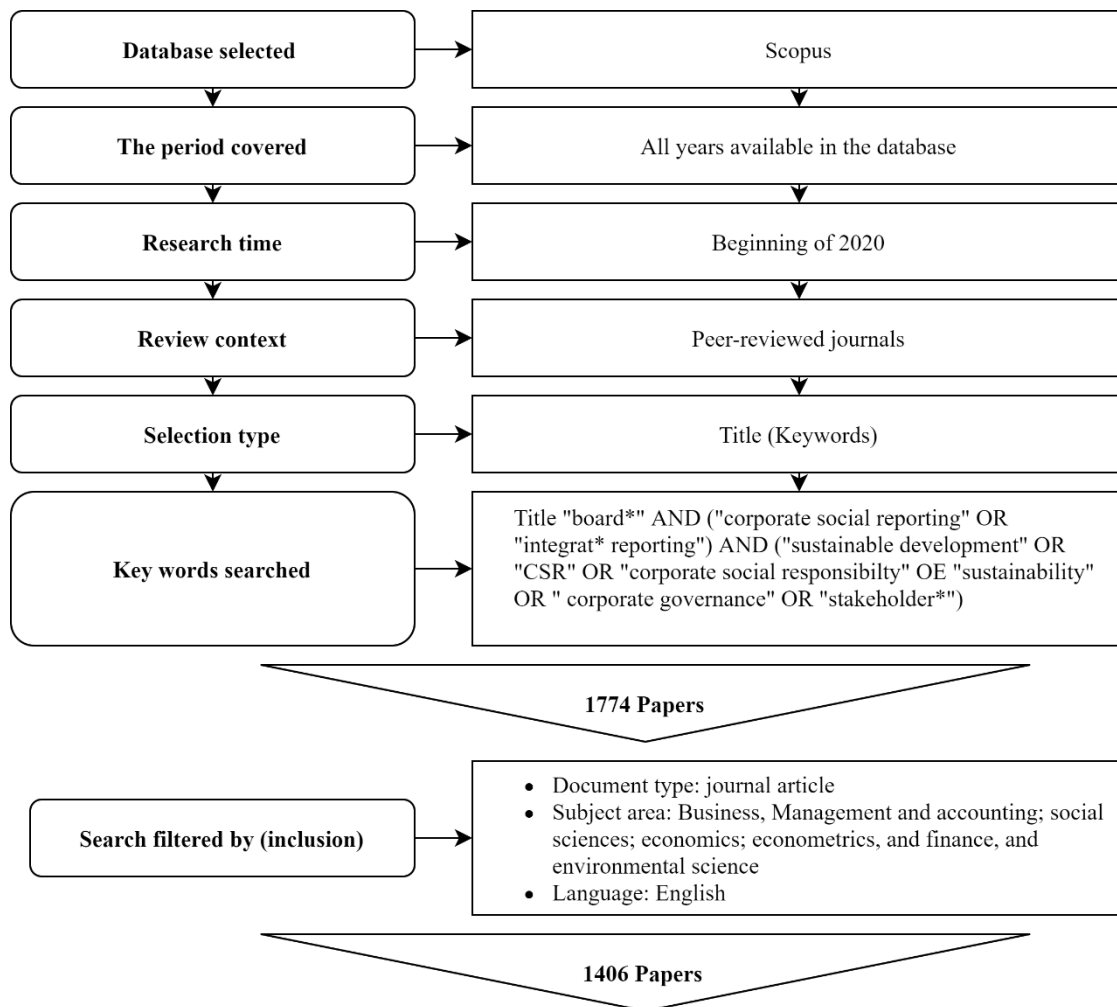 Database selected
Scopus
The period covered
All years available in the database
Research time
Beginning of 2020
Review context
Peer-reviewed journals
Selection type
Title (Keywords)
Key words searched
Title "board*" AND ("corporate social reporting" OR
"integrat* reporting") AND ("sustainable development" OR
"CSR" OR "corporate social responsibilty" OE "sustainability"
OR " corporate governance" OR "stakeholder*")
1774 Papers
Search filtered by (inclusion)
• Document type: journal article
• Subject area: Business, Management and accounting; social
sciences; economics; econometrics, and finance, and
environmental science
• Language: English
1406 Papers